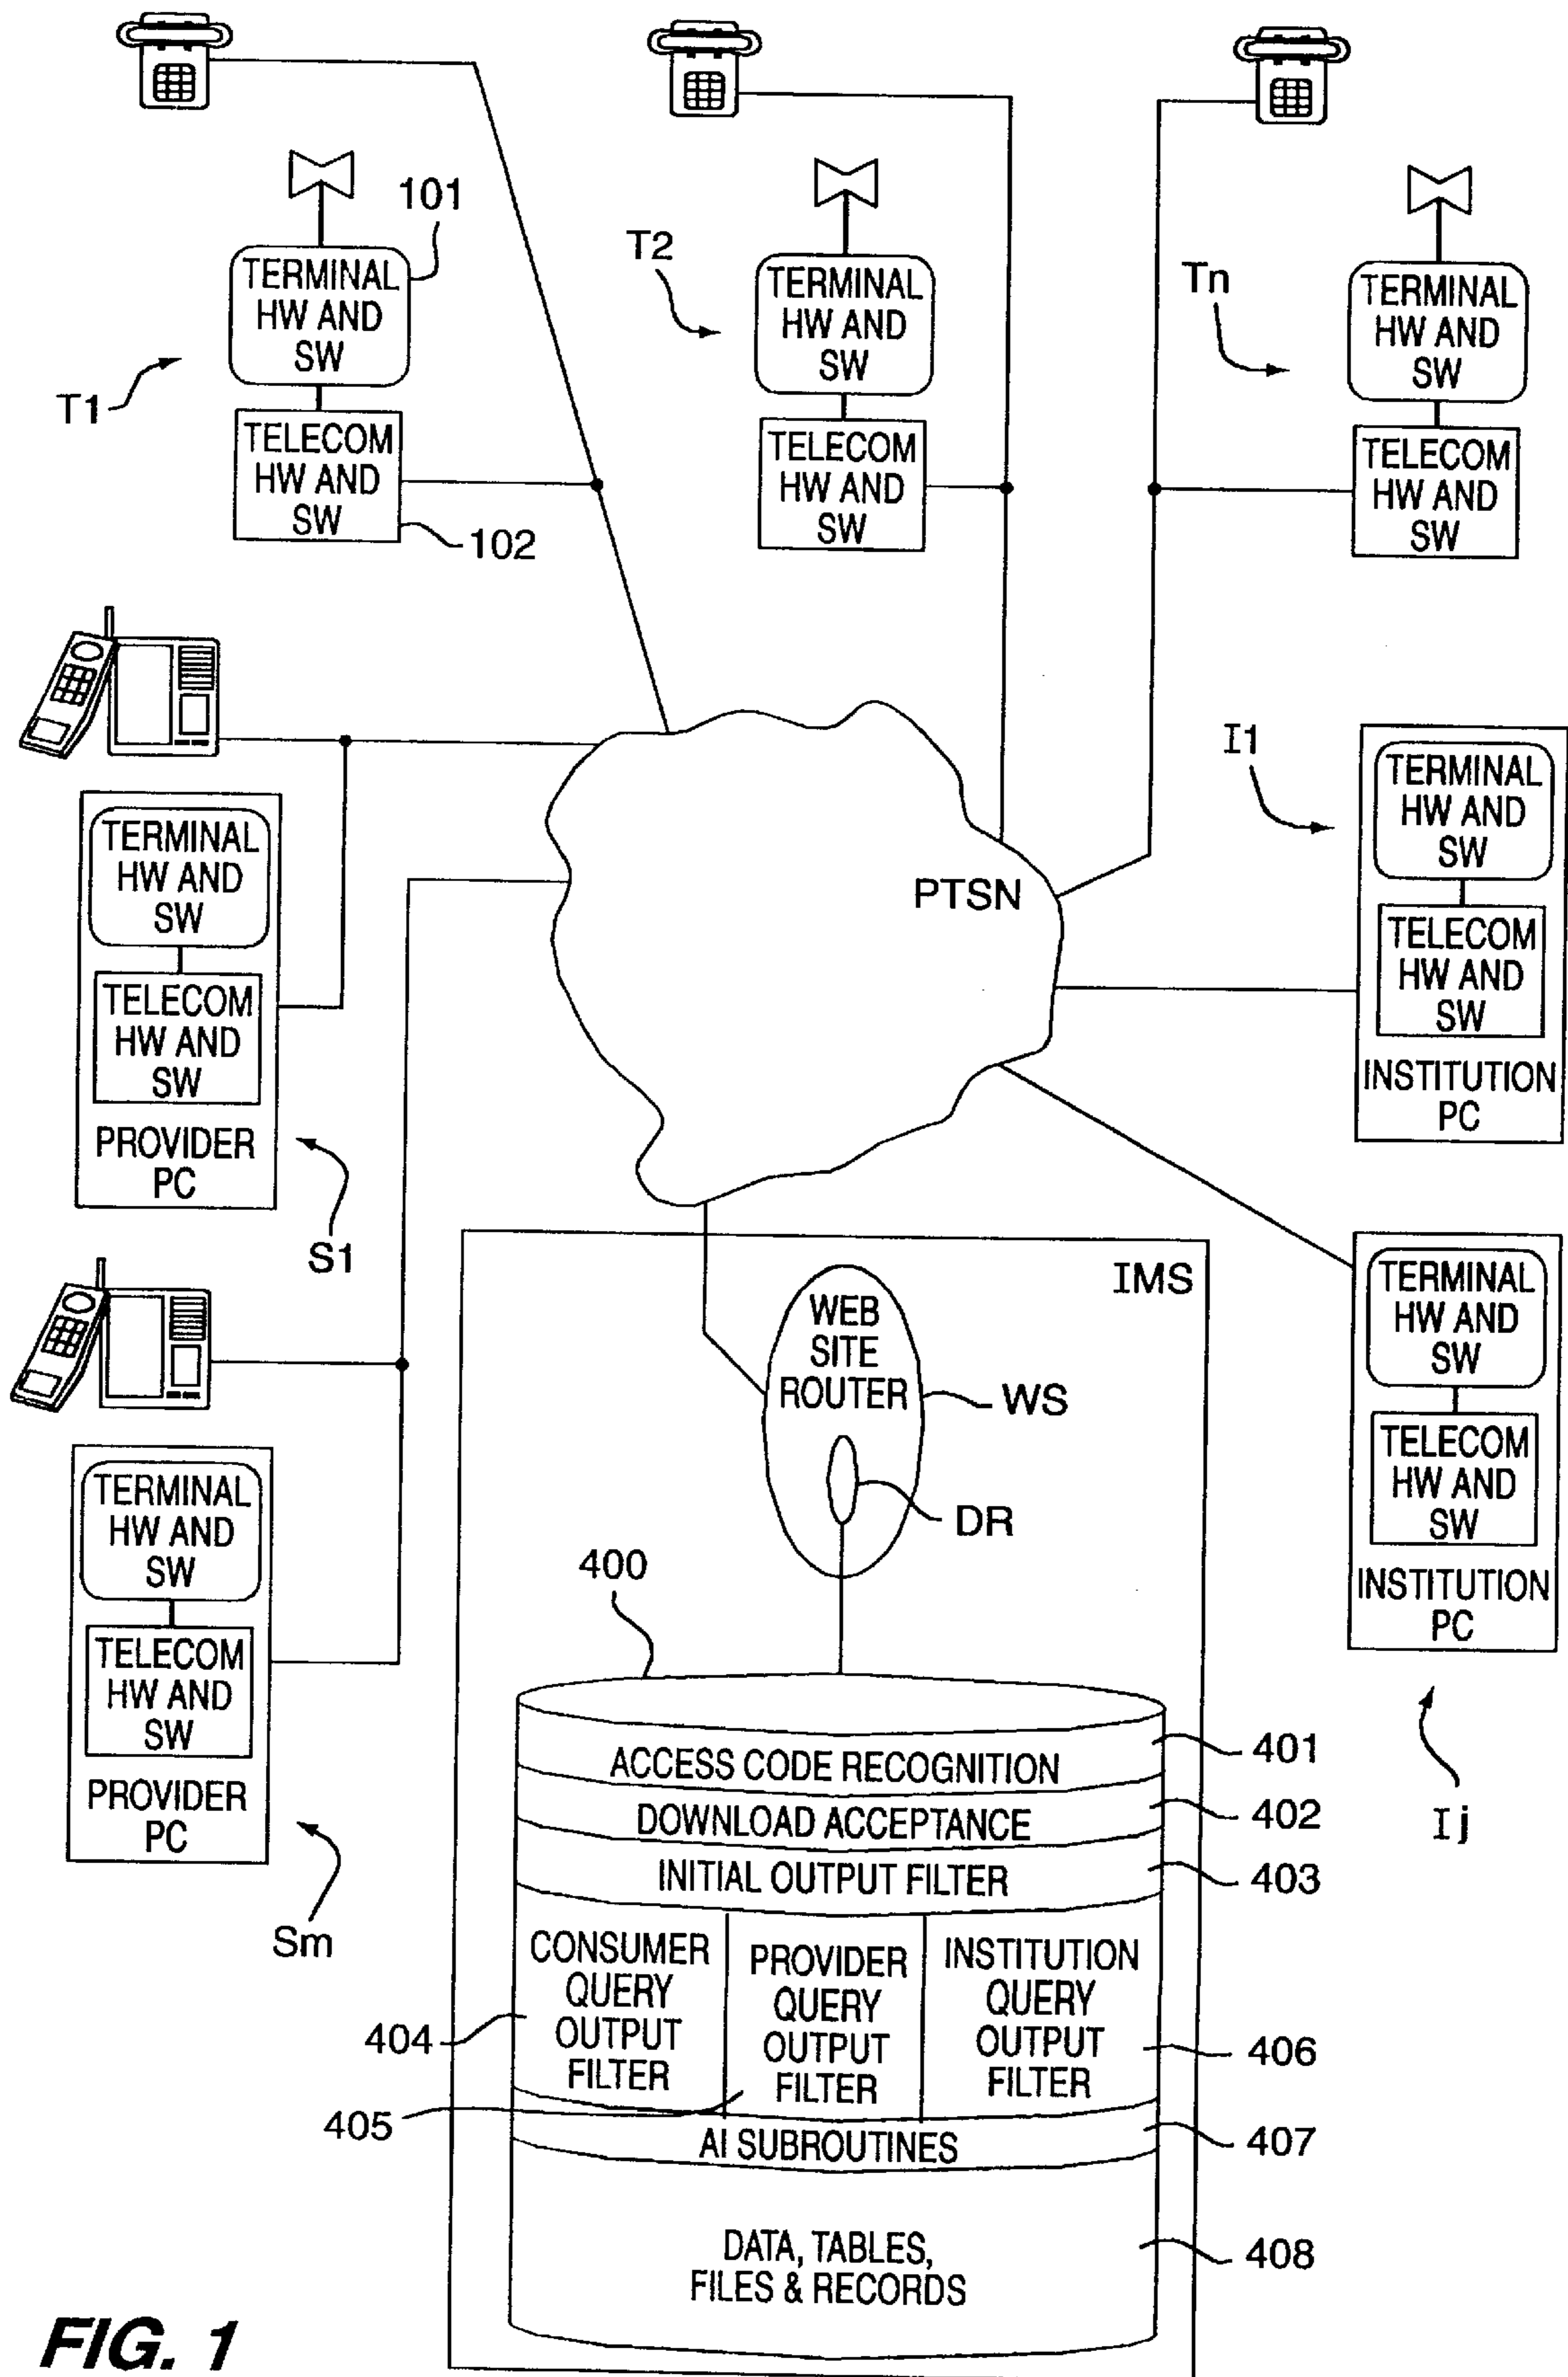 101
TERMINAL
HW AND
SW
T1
TELECOM
HW AND
SW
102
T2
TERMINAL
HW AND
SW
TELECOM
HW AND
SW
Tn
TERMINAL
HW AND
SW
TELECOM
HW AND
SW
TERMINAL
HW AND
SW
TELECOM
HW AND
SW
PROVIDER
PC
S1
PTSN
I1
TERMINAL
HW AND
SW
TELECOM
HW AND
SW
INSTITUTION
PC
TERMINAL
HW AND
SW
TELECOM
HW AND
SW
PROVIDER
PC
Sm
IMS
WEB
SITE
ROUTER
WS
DR
TERMINAL
HW AND
SW
TELECOM
HW AND
SW
INSTITUTION
PC
Ij
400
ACCESS CODE RECOGNITION
401
DOWNLOAD ACCEPTANCE
402
INITIAL OUTPUT FILTER
403
CONSUMER
QUERY
OUTPUT
FILTER
404
PROVIDER
QUERY
OUTPUT
FILTER
405
INSTITUTION
QUERY
OUTPUT
FILTER
406
AI SUBROUTINES
407
DATA, TABLES,
FILES & RECORDS
408
FIG. 1